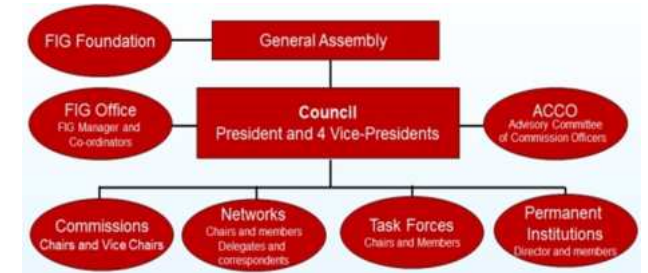 FIG Foundation
General Assembly
FIG Office
FIG Manager and
Co-ordinators
Council
President and 4 Vice-Presidents
ACCO
Advisory Committee
of Commission Officers
Commissions
Chairs and Vice Chairs
Networks
Chairs and members
Delegates and
correspondents
Task Forces
Chairs and Members
Permanent
Institutions
Director and members